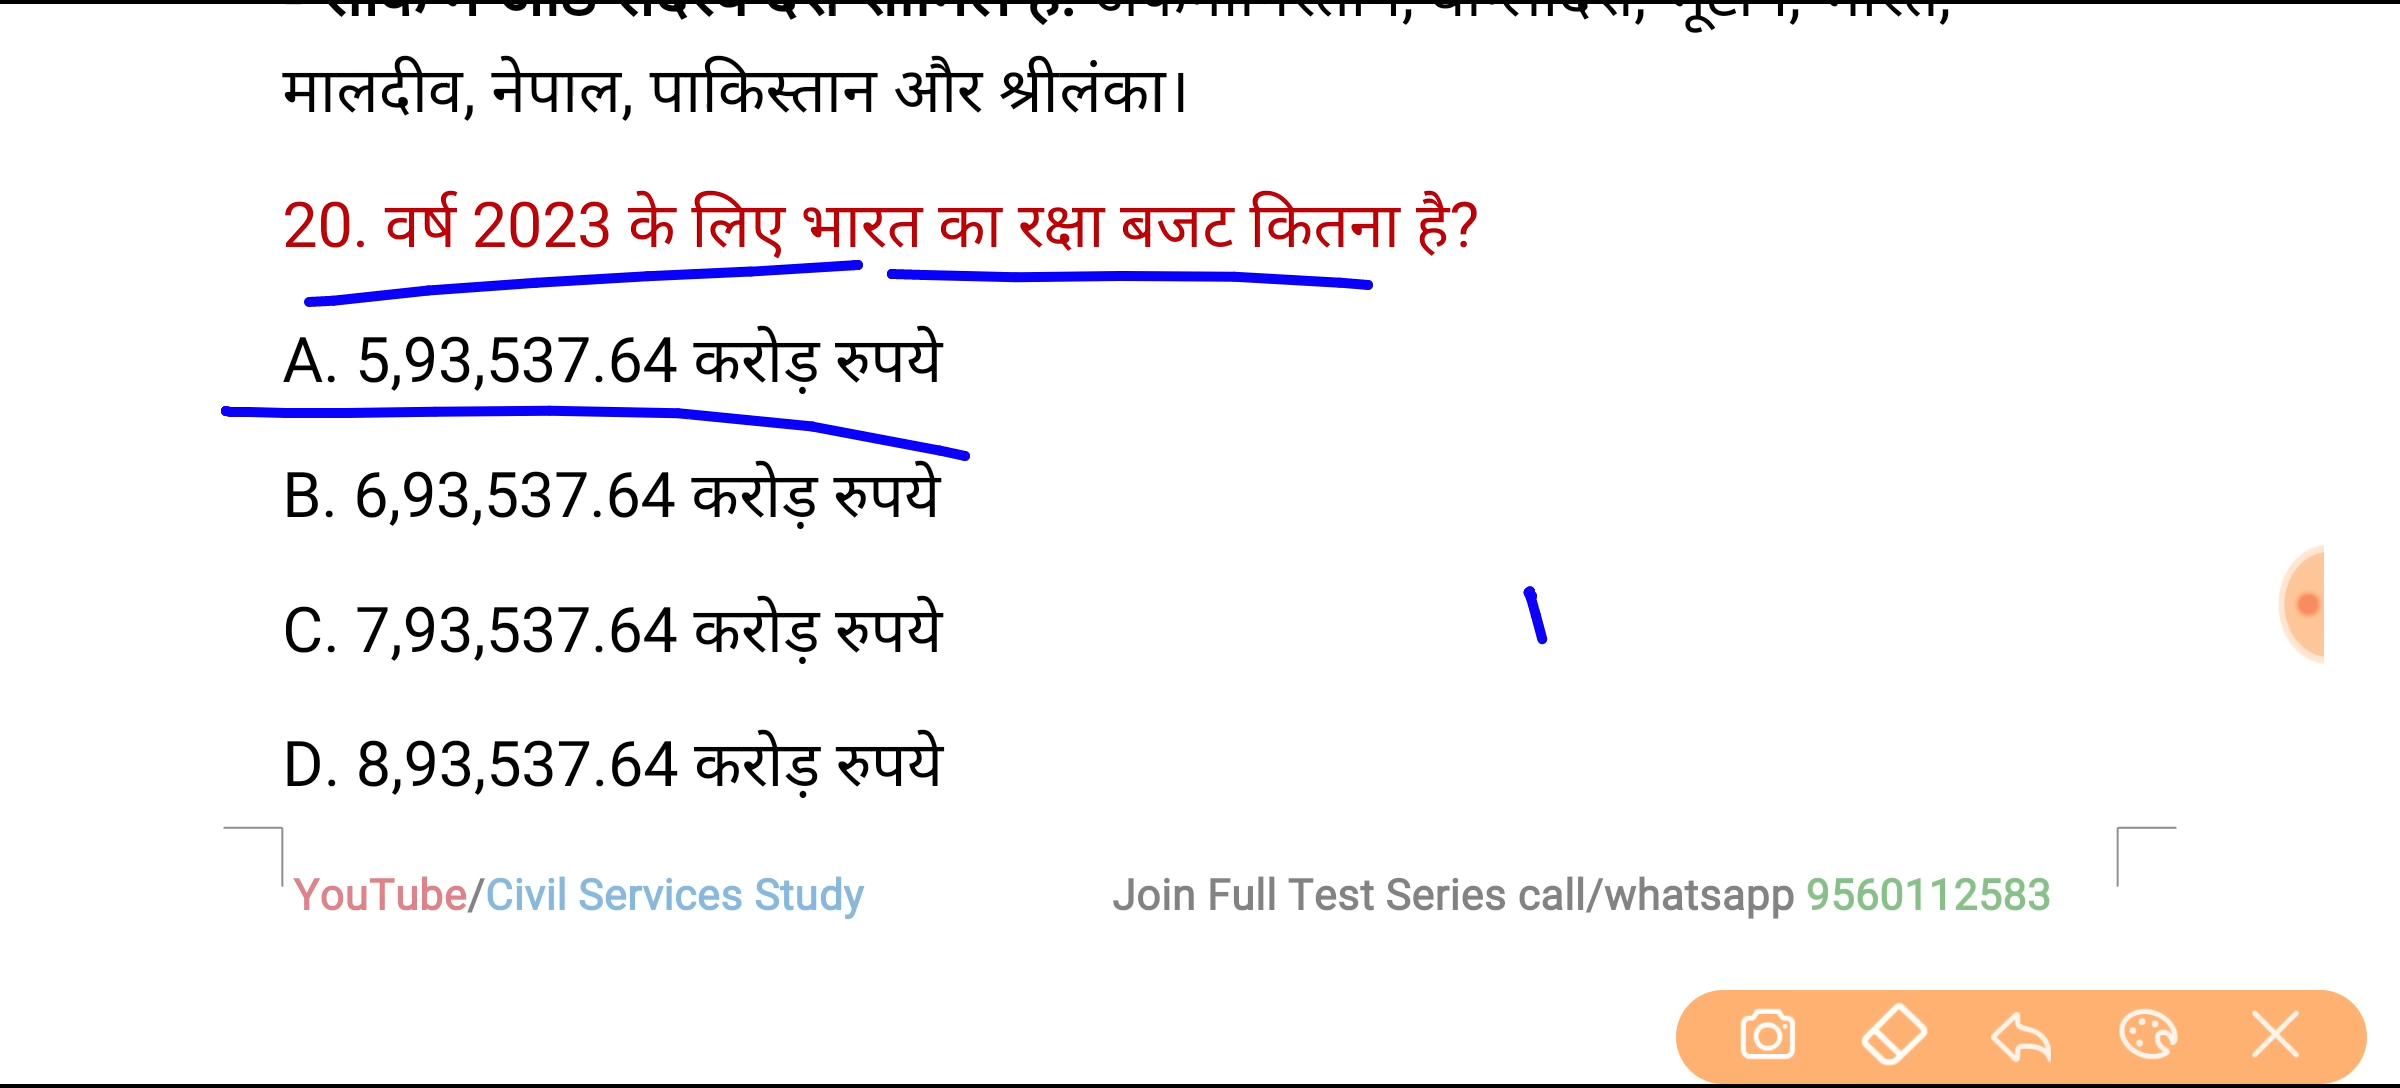 मालदीव, नेपाल, पाकिस्तान और श्रीलंका।
20. वर्ष 2023 के लिए भारत का रक्षा बजट कितना है?
A. 5,93,537.64 करोड़ रुपये
B. 6,93,537.64 करोड़ रुपये
C. 7,93,537.64 करोड़ रुपये
D. 8,93,537.64 करोड़ रुपये
YouTube/Civil Services Study Join Full Test Series call/whatsapp 9560112583